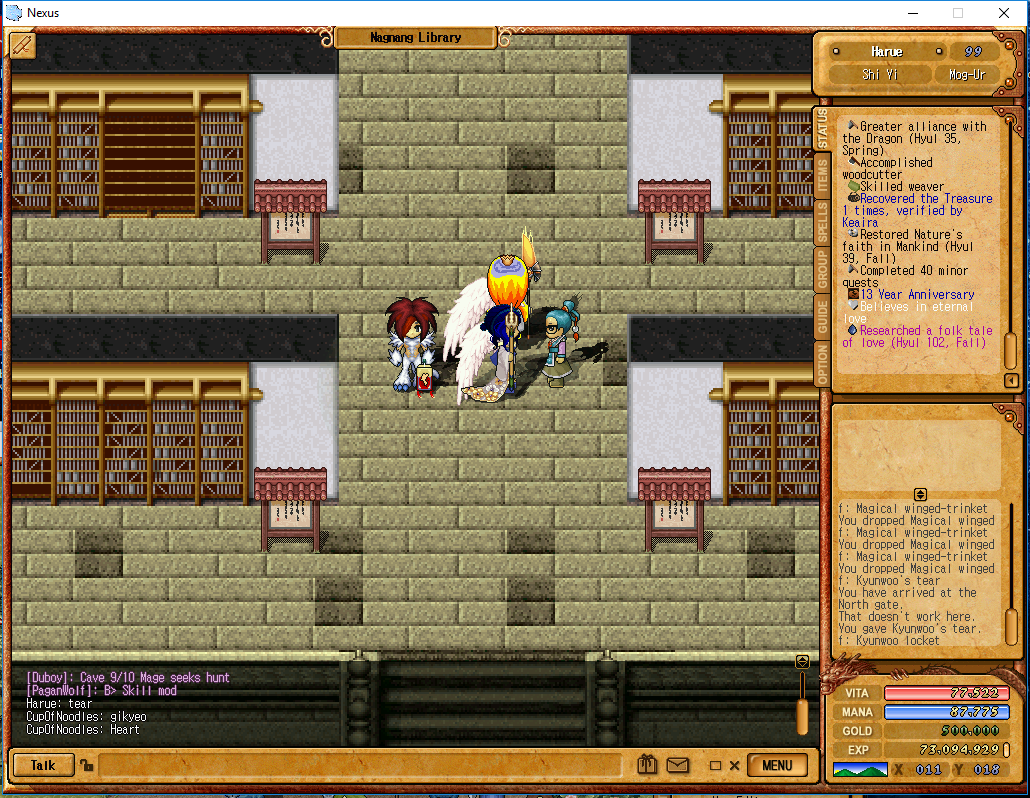 Nexus
Nagnang Library
Harue 99
Shi Yi Mog-Ur
STATUS
ITEMS
SPELLS
GROUP
GUIDE
OPTION
Greater alliance with
the Dragon (Hyul 35,
Spring)
Accomplished
woodcutter
Skilled weaver
Recovered the Treasure
1 times, verified by
Keaira
Restored Nature's
faith in Mankind (Hyul
39, Fall)
Completed 40 minor
quests
13 Year Anniversary
Believes in eternal
love
Researched a folk tale
of love (Hyul 102, Fall)
f: Magical winged-trinket
You dropped Magical winged
f: Magical winged-trinket
You dropped Magical winged
f: Magical winged-trinket
You dropped Magical winged
f: Kyunwoo's tear
You have arrived at the
North gate.
That doesn't work here.
You gave Kyunwoo's tear.
f: Kyunwoo locket
[Duboy]: Cave 9/10 Mage seeks hunt
[PaganWolf]: B> Skill mod
Harue: tear
CupOfNoodles: gikyeo
CupOfNoodles: Heart
Talk
MENU
VITA 77,522
MANA 87,775
GOLD 500,000
EXP 73,094,929
X 011 Y 018